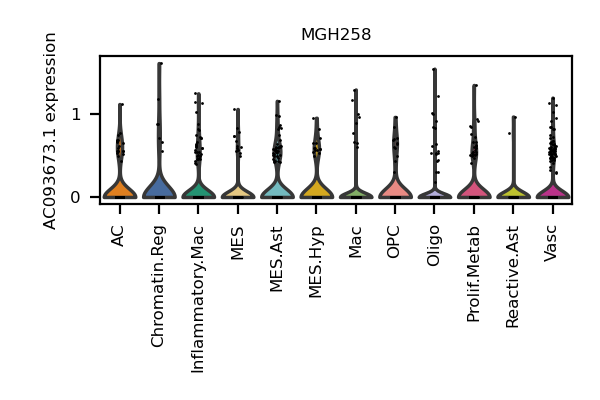 MGH258
AC093673.1 expression
1
0
AC
Chromatin.Reg
Inflammatory.Mac
MES
MES.Ast
MES.Hyp
Mac
OPC
Oligo
Prolif.Metab
Reactive.Ast
Vasc